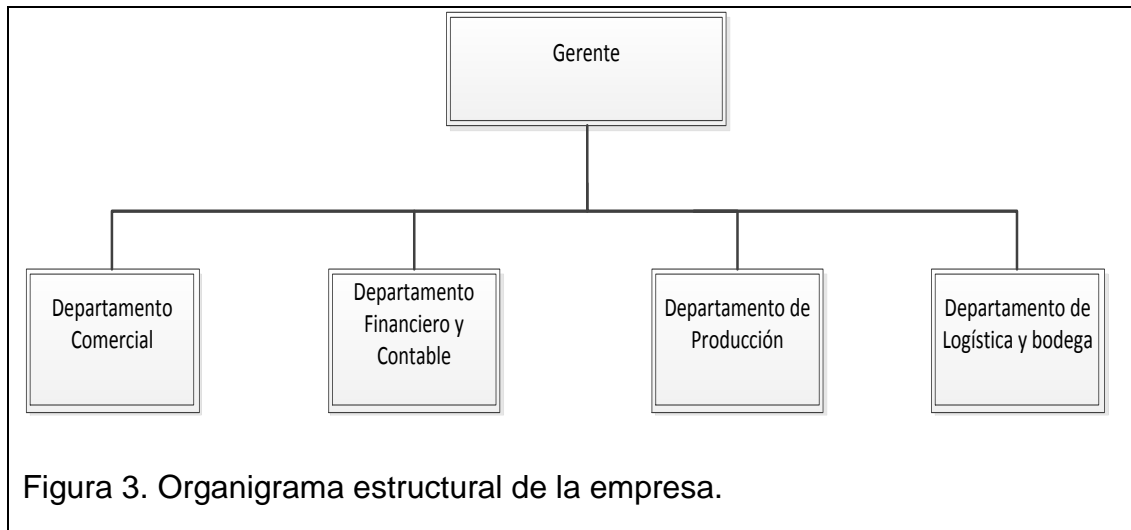 Gerente
Departamento
Comercial
Departamento
Financiero y
Contable
Departamento de
Producción
Departamento de
Logística y bodega
Figura 3. Organigrama estructural de la empresa.